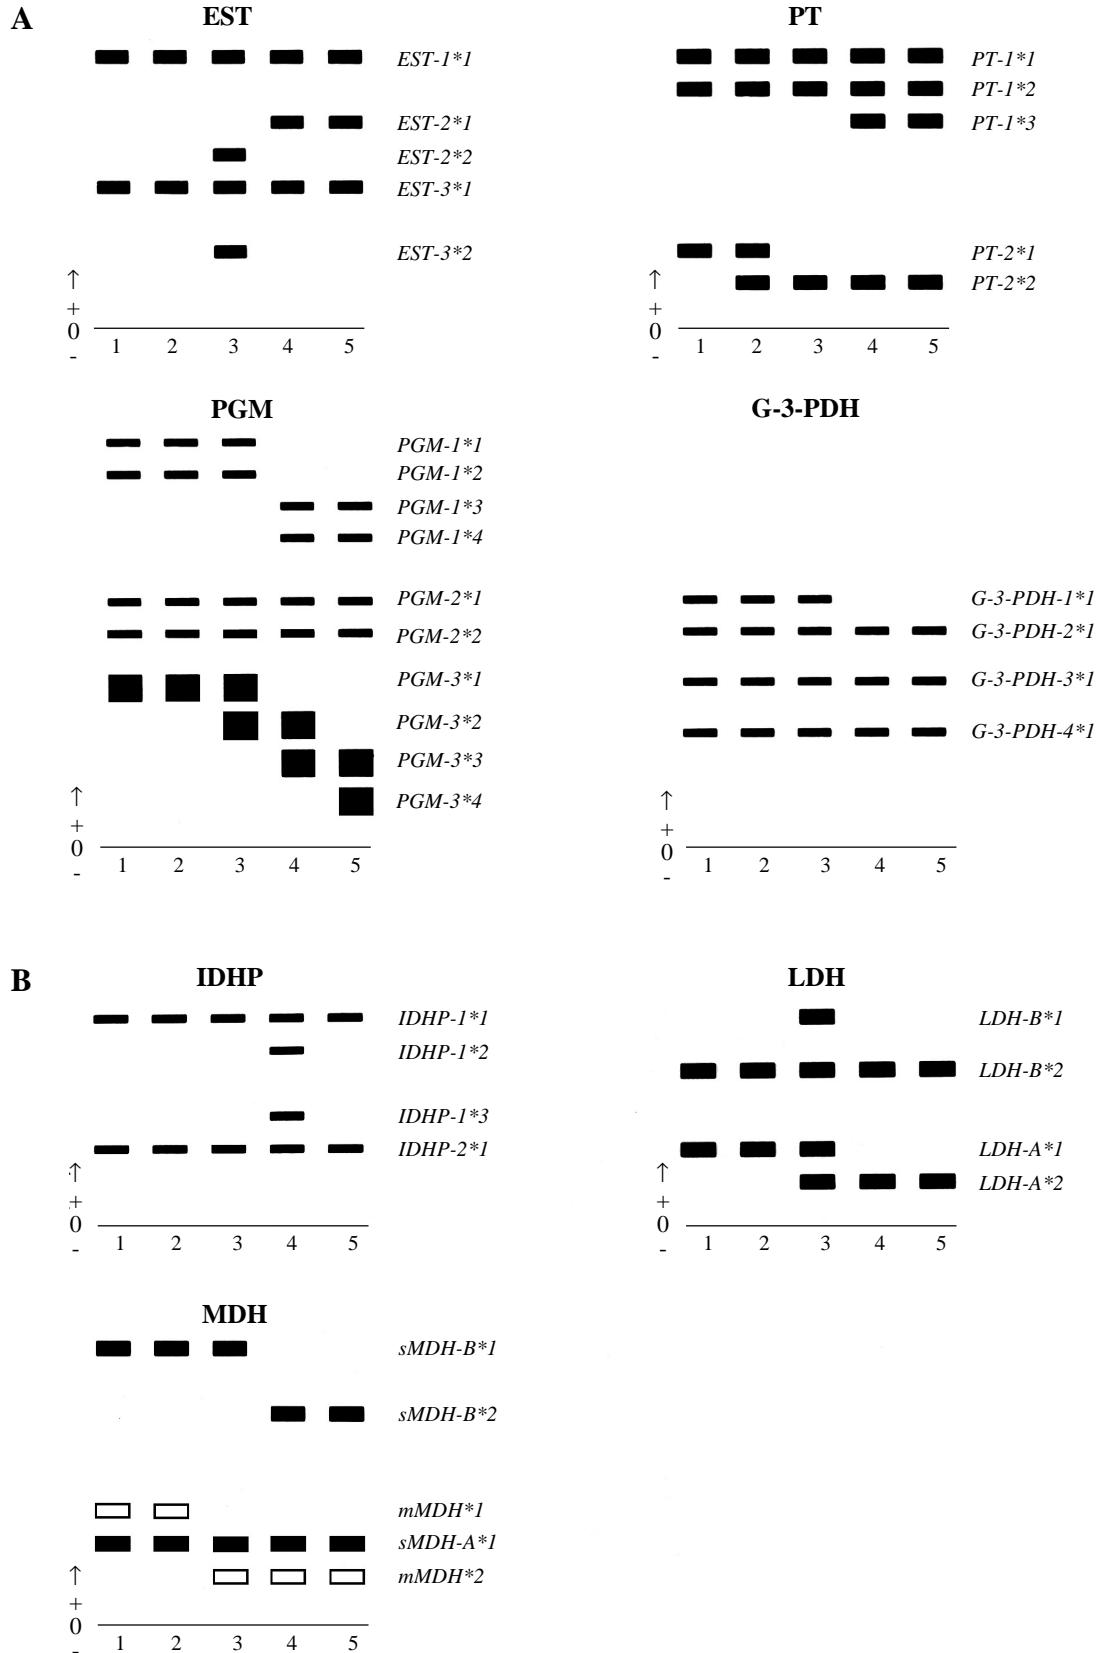 A
EST
EST-1*1
EST-2*1
EST-2*2
EST-3*1
EST-3*2
↑
+
0
-
1 2 3 4 5
PT
PT-1*1
PT-1*2
PT-1*3
PT-2*1
PT-2*2
↑
+
0
-
1 2 3 4 5
PGM
PGM-1*1
PGM-1*2
PGM-1*3
PGM-1*4
PGM-2*1
PGM-2*2
PGM-3*1
PGM-3*2
PGM-3*3
PGM-3*4
↑
+
0
-
1 2 3 4 5
G-3-PDH
G-3-PDH-1*1
G-3-PDH-2*1
G-3-PDH-3*1
G-3-PDH-4*1
↑
+
0
-
1 2 3 4 5
B
IDHP
IDHP-1*1
IDHP-1*2
IDHP-1*3
IDHP-2*1
↑
+
0
-
1 2 3 4 5
LDH
LDH-B*1
LDH-B*2
LDH-A*1
LDH-A*2
↑
+
0
-
1 2 3 4 5
MDH
sMDH-B*1
sMDH-B*2
mMDH*1
sMDH-A*1
mMDH*2
↑
+
0
-
1 2 3 4 5